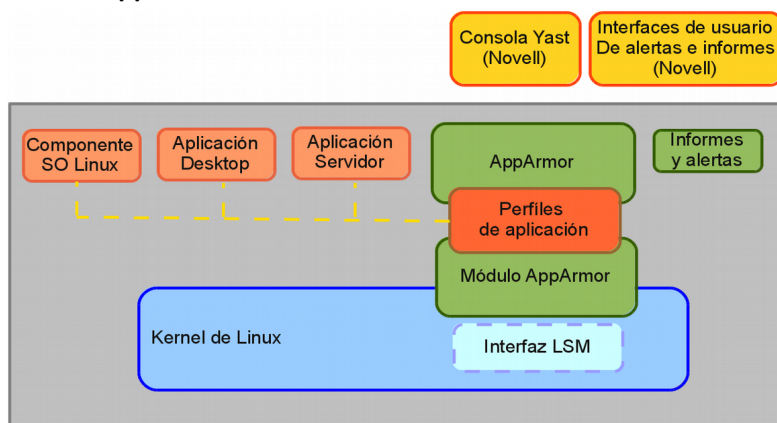 Consola Yast
(Novell)
Interfaces de usuario
De alertas e informes
(Novell)
Componente
SO Linux
Aplicación
Desktop
Aplicación
Servidor
AppArmor
Informes
y alertas
Perfiles
de aplicación
Módulo AppArmor
Kernel de Linux
Interfaz LSM